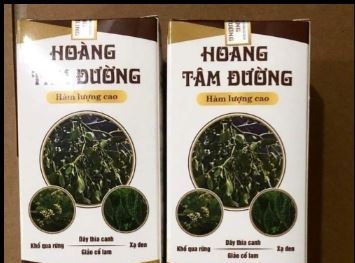 HOÀNG
TÂM ĐƯỜNG
Hàm lượng cao
Dây thìa canh
Khổ qua rừng
Xạ đen
Giảo cổ lam
HOÀNG
TÂM ĐƯỜNG
Hàm lượng cao
Dây thìa canh
Khổ qua rừng
Xạ đen
Giảo cổ lam